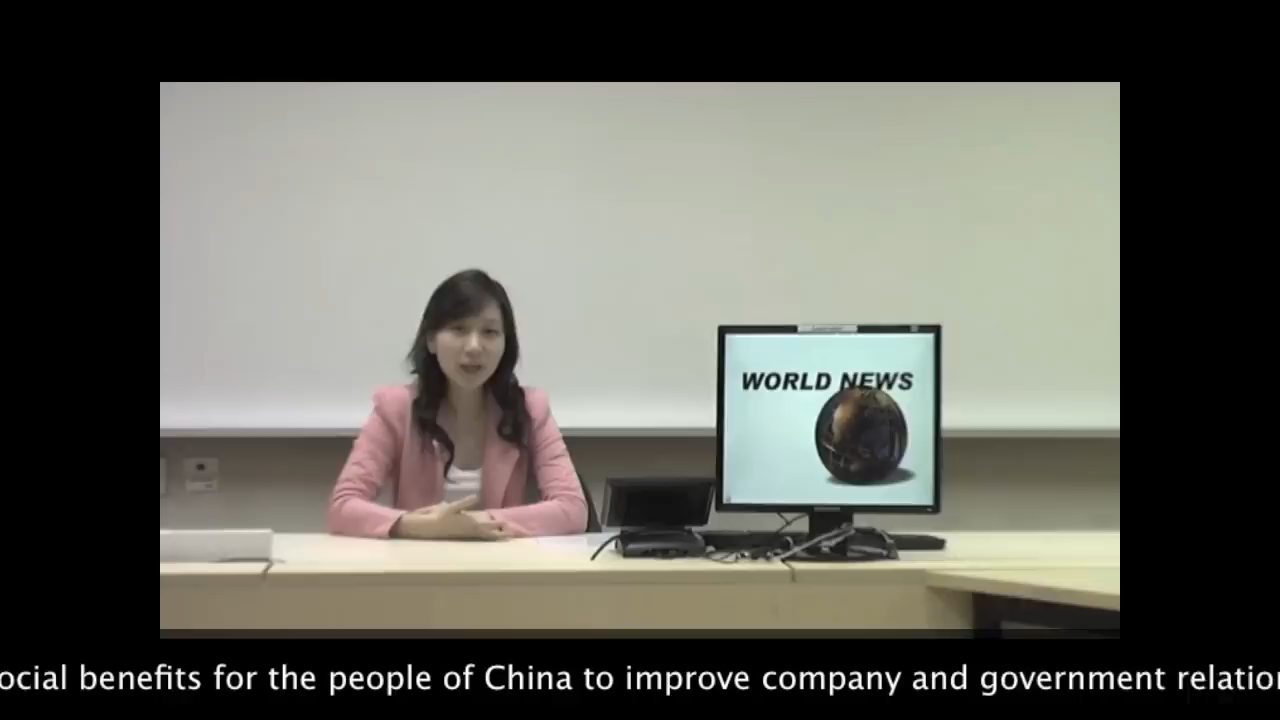 WORLD NEWS
ocial benefits for the people of China to improve company and government relatio